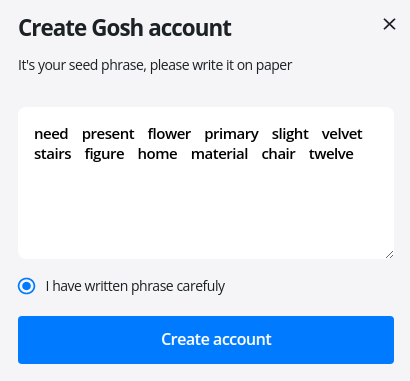 Create Gosh account
It's your seed phrase, please write it on paper
need present flower primary slight velvet
stairs figure home material chair twelve
I have written phrase carefuly
Create account